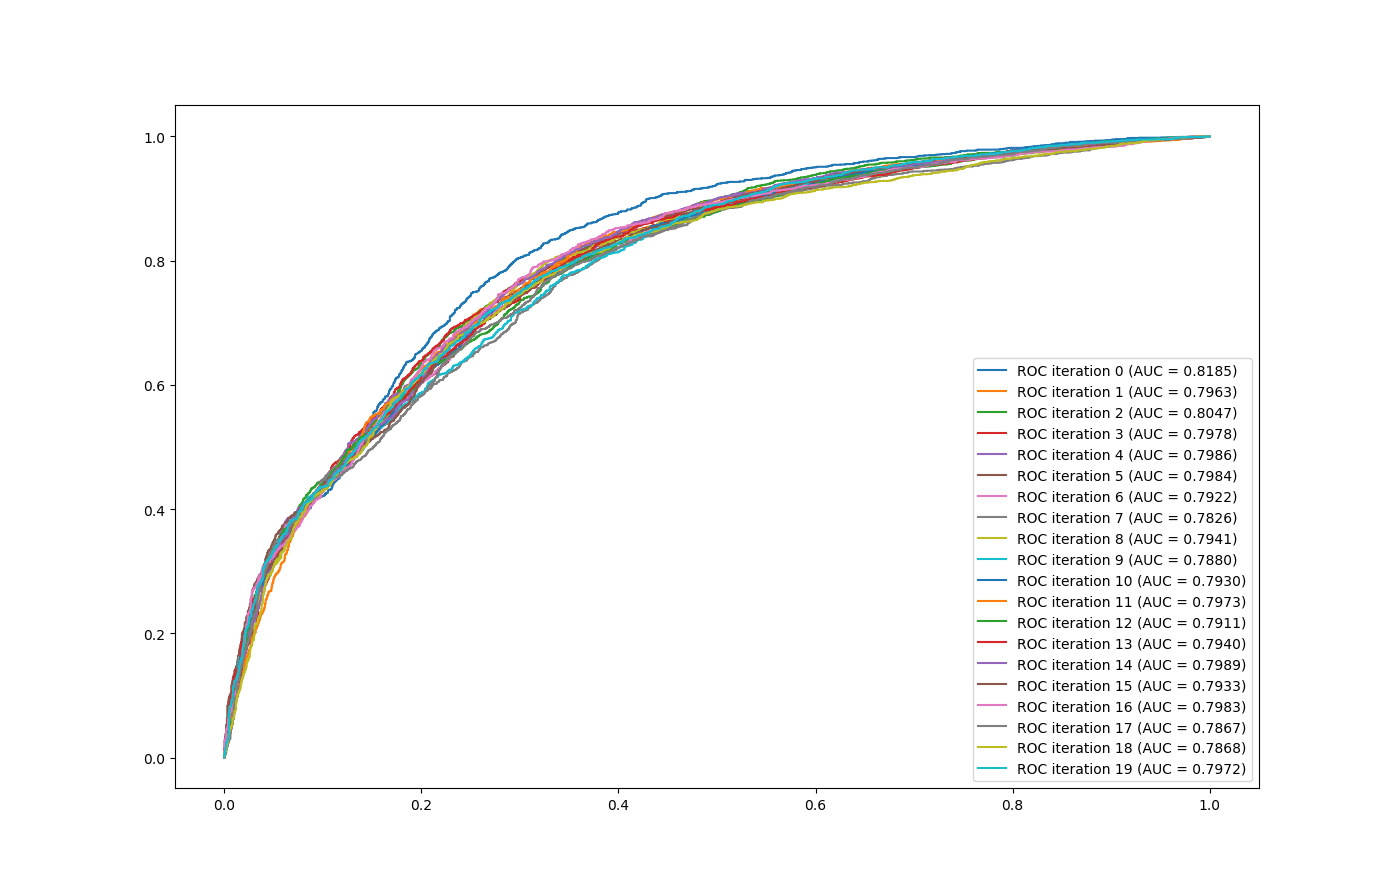 1.0
0.8
0.6
0.4
0.2
0.0
ROC iteration 0 (AUC = 0.8185)
ROC iteration 1 (AUC = 0.7963)
ROC iteration 2 (AUC = 0.8047)
ROC iteration 3 (AUC = 0.7978)
ROC iteration 4 (AUC = 0.7986)
ROC iteration 5 (AUC = 0.7984)
ROC iteration 6 (AUC = 0.7922)
ROC iteration 7 (AUC = 0.7826)
ROC iteration 8 (AUC = 0.7941)
ROC iteration 9 (AUC = 0.7880)
ROC iteration 10 (AUC = 0.7930)
ROC iteration 11 (AUC = 0.7973)
ROC iteration 12 (AUC = 0.7911)
ROC iteration 13 (AUC = 0.7940)
ROC iteration 14 (AUC = 0.7989)
ROC iteration 15 (AUC = 0.7933)
ROC iteration 16 (AUC = 0.7983)
ROC iteration 17 (AUC = 0.7867)
ROC iteration 18 (AUC = 0.7868)
ROC iteration 19 (AUC = 0.7972)
0.0 0.2 0.4 0.6 0.8 1.0